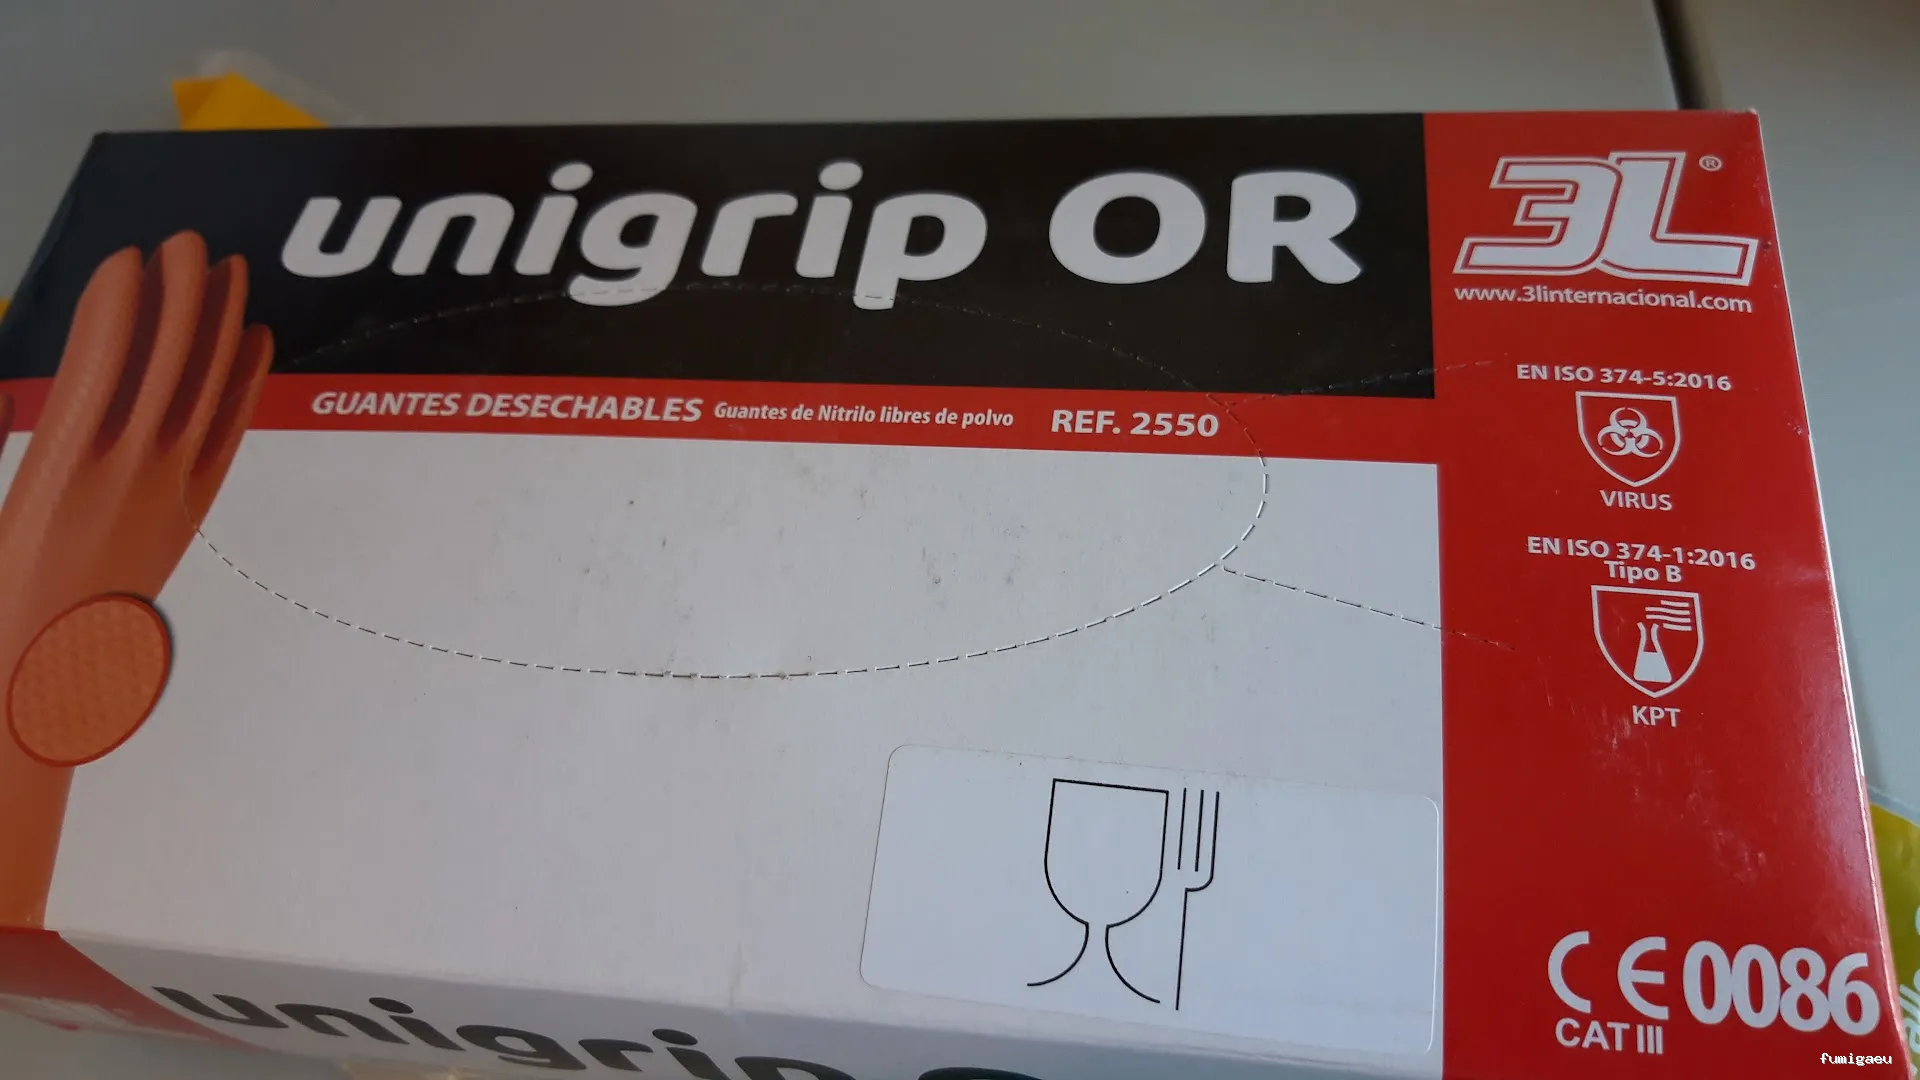 unigrip OR
3L®
www.3linternacional.com
GUANTES DESECHABLES Guantes de Nitrilo libres de polvo REF. 2550
EN ISO 374-5:2016
VIRUS
EN ISO 374-1:2016
Tipo B
KPT
CE 0086
CAT III
unigrip
fumigaeu